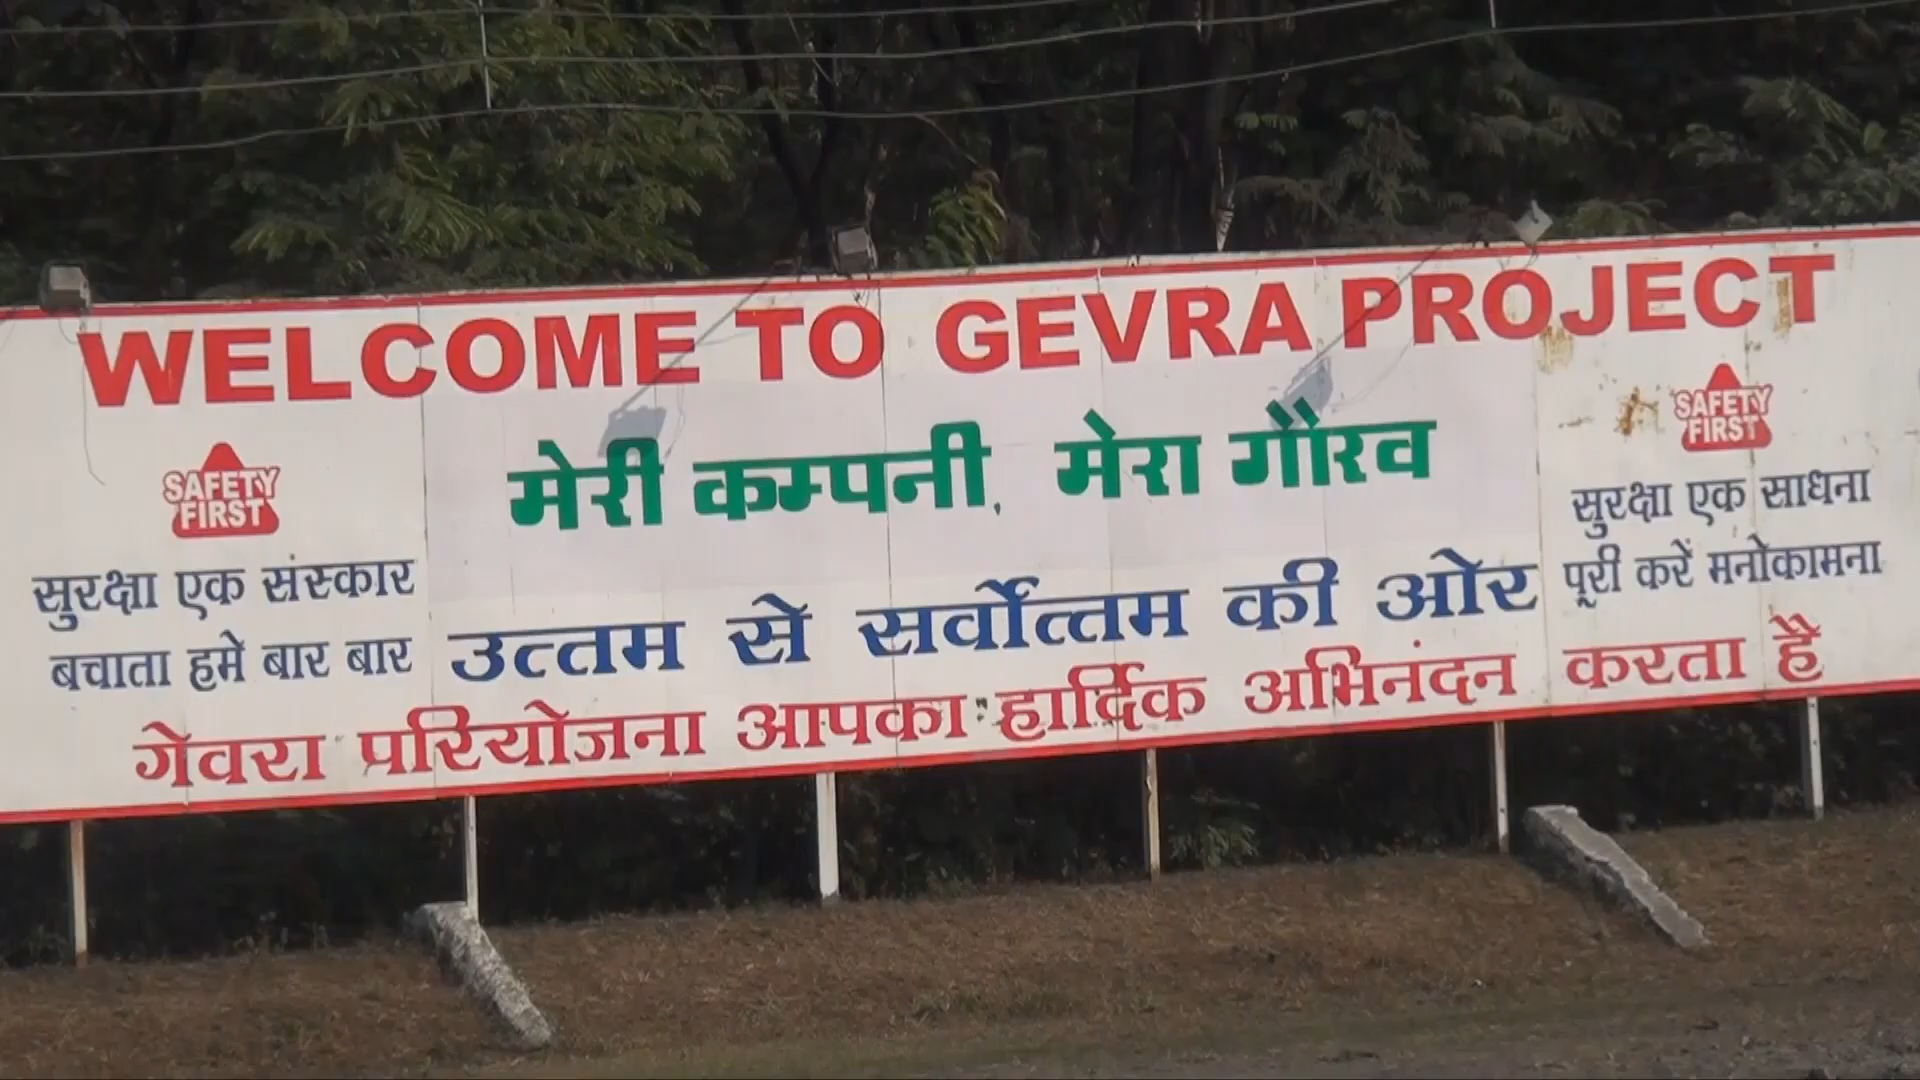 WELCOME TO GEVRA PROJECT
SAFETY
FIRST
सुरक्षा एक संस्कार
बचाता हमे बार बार
मेरी कम्पनी, मेरा गौरव
उत्तम से सर्वोत्तम की ओर
SAFETY
FIRST
सुरक्षा एक साधना
पूरी करें मनोकामना
गेवरा परियोजना आपका हार्दिक अभिनंदन करता है